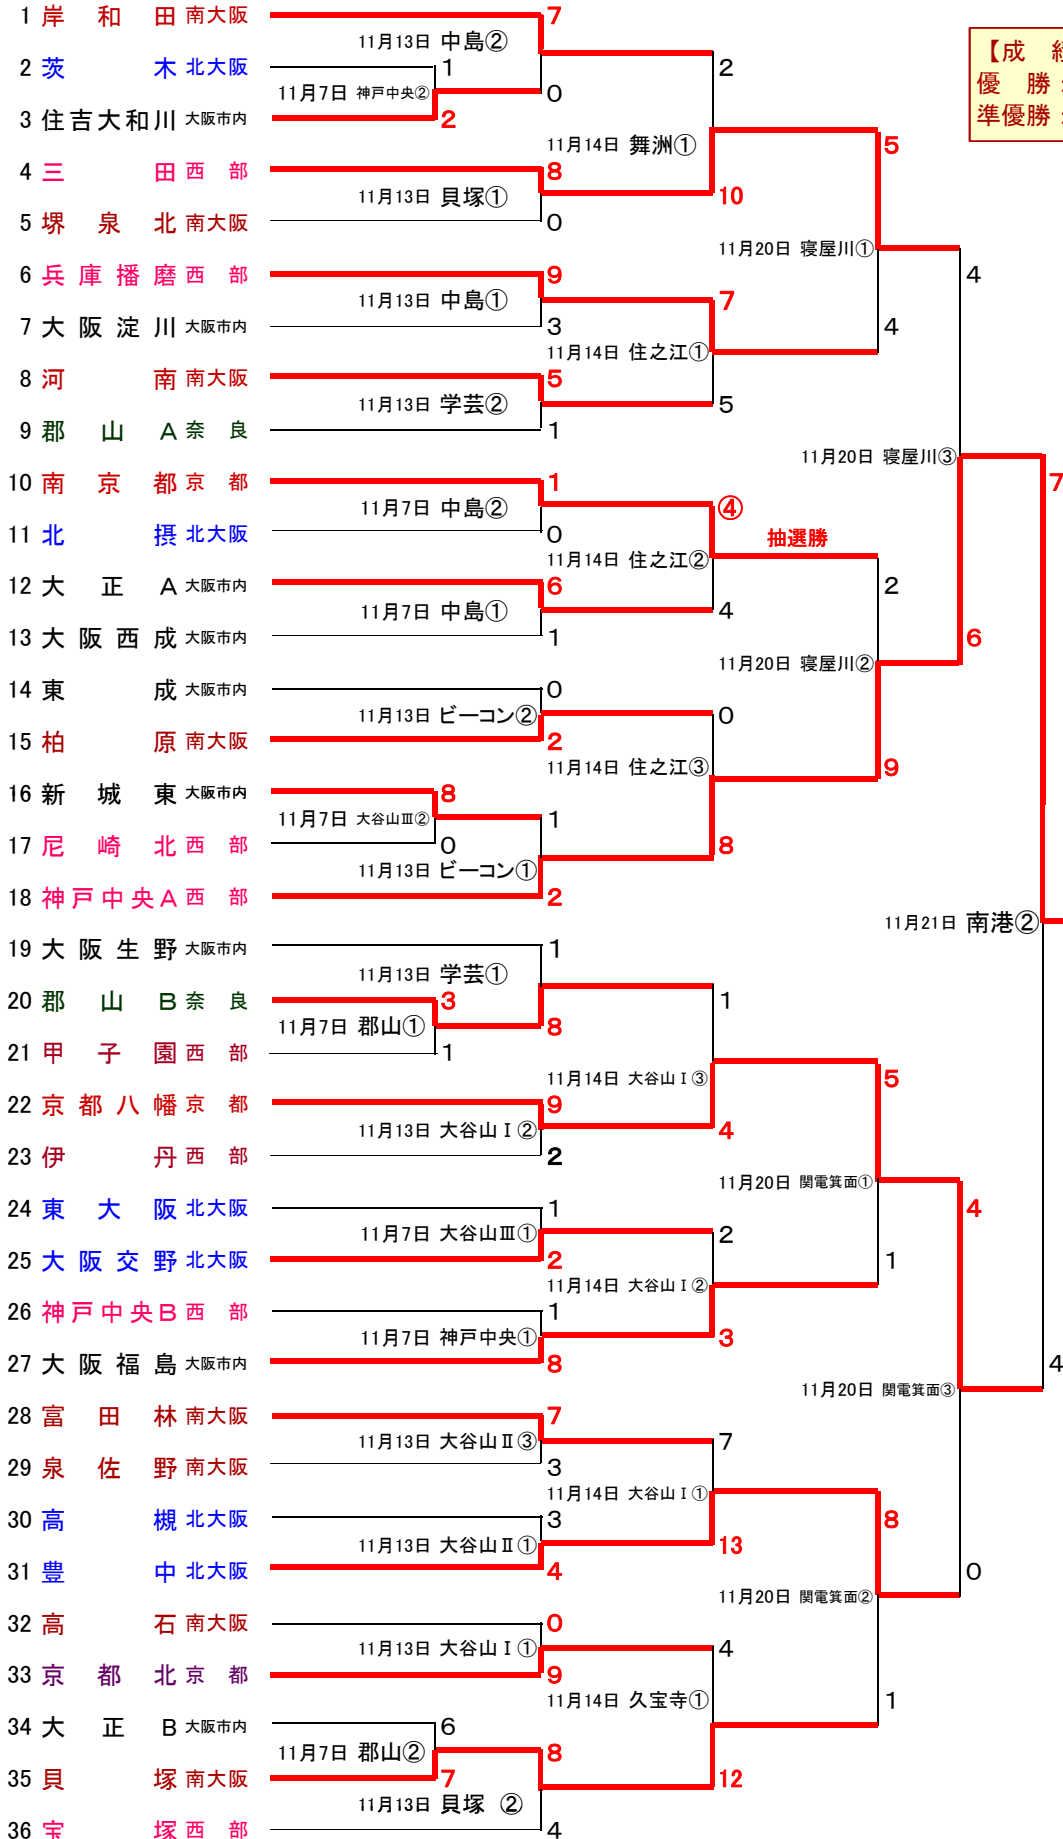 1 岸和田 南大阪 7
11月13日 中島②
2 茨木 北大阪 1 2
11月7日 神戸中央② 0
3 住吉大和川 大阪市内 2
11月14日 舞洲① 5
4 三田 西部 8
11月13日 貝塚① 10
5 堺泉北 南大阪 0
11月20日 寝屋川①
6 兵庫播磨 西部 9 4
11月13日 中島① 7
7 大阪淀川 大阪市内 3 4
11月14日 住之江①
8 河南 南大阪 5
11月13日 学芸② 5
9 郡山A 奈良 1
11月20日 寝屋川③
10 南京都 京都 1 7
11月7日 中島② ④
11 北摂 北大阪 0 抽選勝
11月14日 住之江②
12 大正A 大阪市内 6 2
11月7日 中島① 4
13 大阪西成 大阪市内 1 6
11月20日 寝屋川②
14 東成 大阪市内 0
11月13日 ビーコン② 0
15 柏原 南大阪 2
11月14日 住之江③ 9
16 新城東 大阪市内 8
11月7日 大谷山Ⅲ② 1
17 尼崎北 西部 0 8
11月13日 ビーコン①
18 神戸中央A 西部 2
11月21日 南港②
19 大阪生野 大阪市内 1
11月13日 学芸①
20 郡山B 奈良 3 1
11月7日 郡山① 8
21 甲子園 西部 1
11月14日 大谷山Ⅰ③ 5
22 京都八幡 京都 9
11月13日 大谷山Ⅰ② 4
23 伊丹 西部 2
11月20日 関電箕面①
24 東大阪 北大阪 1 4
11月7日 大谷山Ⅲ① 2
25 大阪交野 北大阪 2 1
11月14日 大谷山Ⅰ②
26 神戸中央B 西部 1
11月7日 神戸中央① 3
27 大阪福島 大阪市内 8 4
11月20日 関電箕面③
28 富田林 南大阪 7
11月13日 大谷山Ⅱ③ 7
29 泉佐野 南大阪 3
11月14日 大谷山Ⅰ①
30 高槻 北大阪 3 8
11月13日 大谷山Ⅱ① 13
31 豊中 北大阪 4 0
11月20日 関電箕面②
32 高石 南大阪 0
11月13日 大谷山Ⅰ① 4
33 京都北 京都 9
11月14日 久宝寺① 1
34 大正B 大阪市内 6
11月7日 郡山② 8
35 貝塚 南大阪 7 12
11月13日 貝塚 ②
36 宝塚 西部 4
【成
優勝:
準優勝: